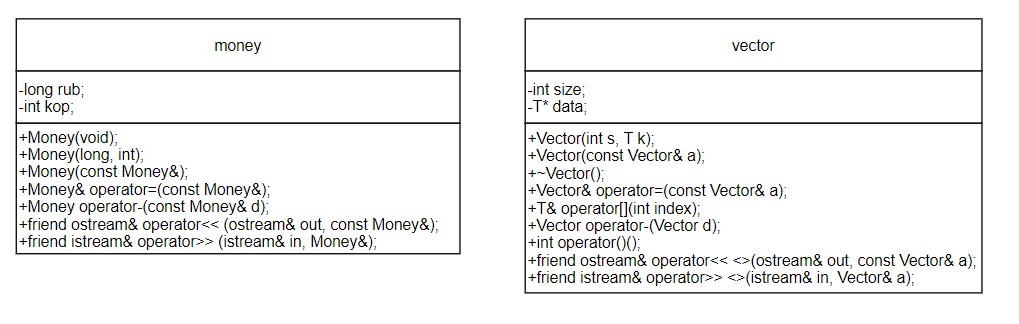 money
-long rub;
-int kop;
+Money(void);
+Money(long, int);
+Money(const Money&);
+Money& operator=(const Money&);
+Money operator-(const Money& d);
+friend ostream& operator<< (ostream& out, const Money&);
+friend istream& operator>> (istream& in, Money&);
vector
-int size;
-T* data;
+Vector(int s, T k);
+Vector(const Vector& a);
+~Vector();
+Vector& operator=(const Vector& a);
+T& operator[](int index);
+Vector operator-(Vector d);
+int operator()();
+friend ostream& operator<< <>(ostream& out, const Vector& a);
+friend istream& operator>> <>(istream& in, Vector& a);